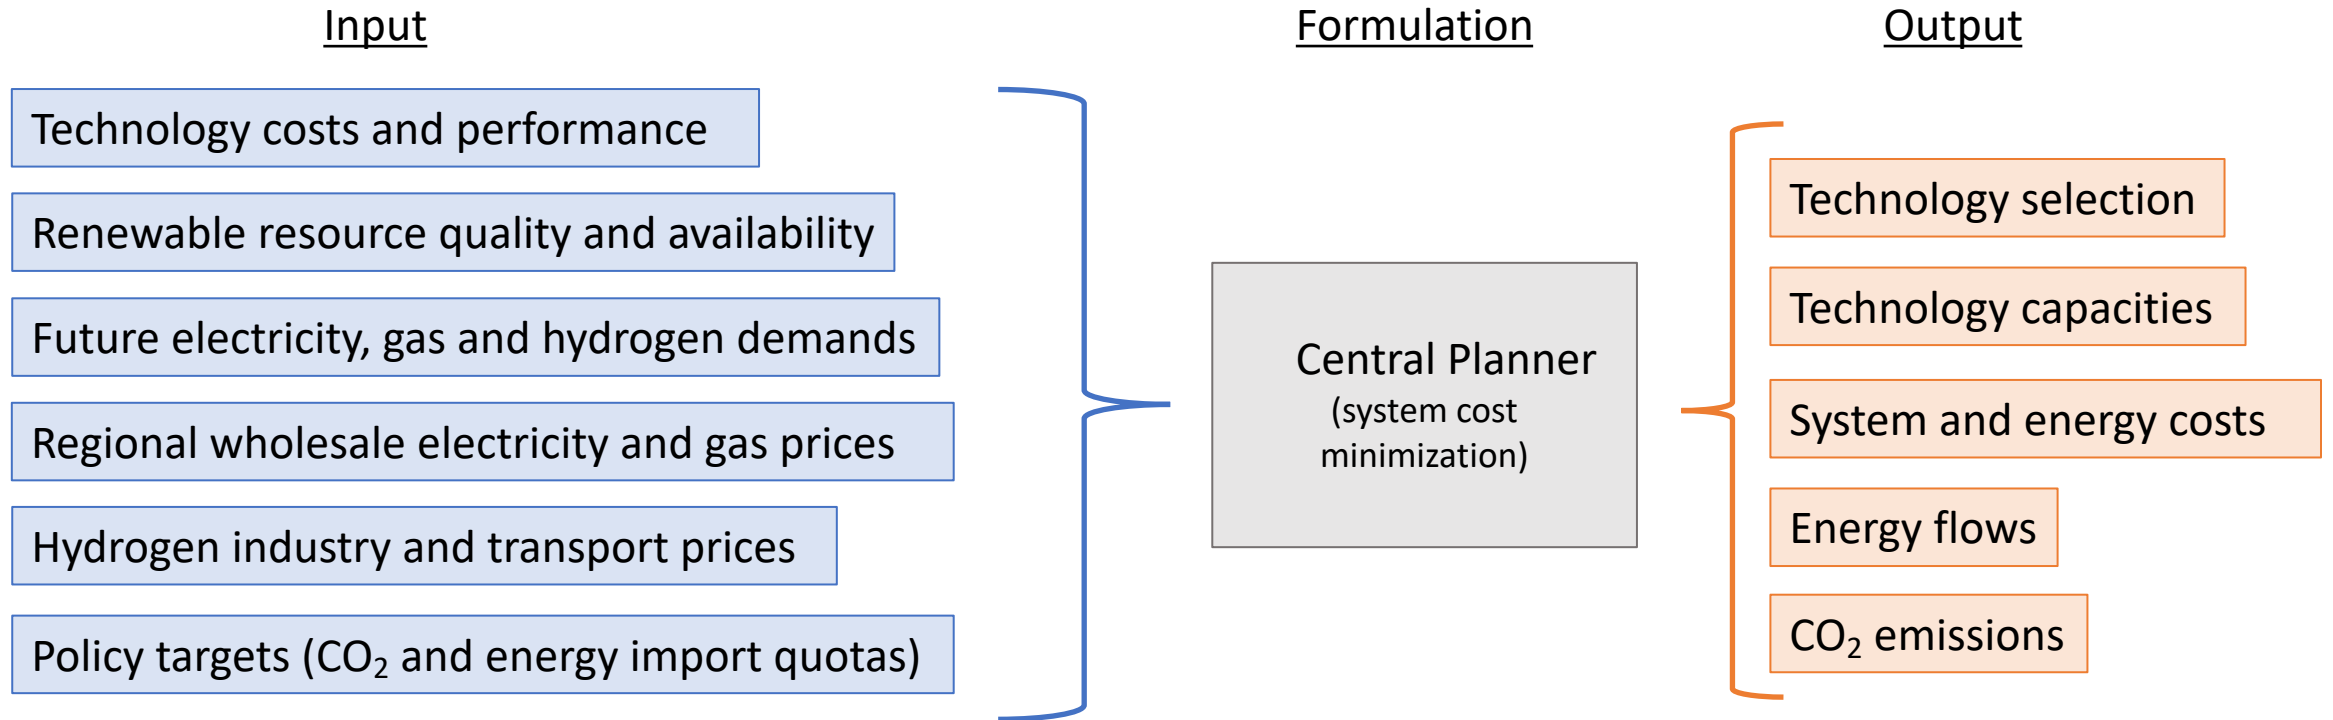 Input
Technology costs and performance
Renewable resource quality and availability
Future electricity, gas and hydrogen demands
Regional wholesale electricity and gas prices
Hydrogen industry and transport prices
Policy targets (CO₂ and energy import quotas)
Formulation
Central Planner
(system cost
minimization)
Output
Technology selection
Technology capacities
System and energy costs
Energy flows
CO₂ emissions